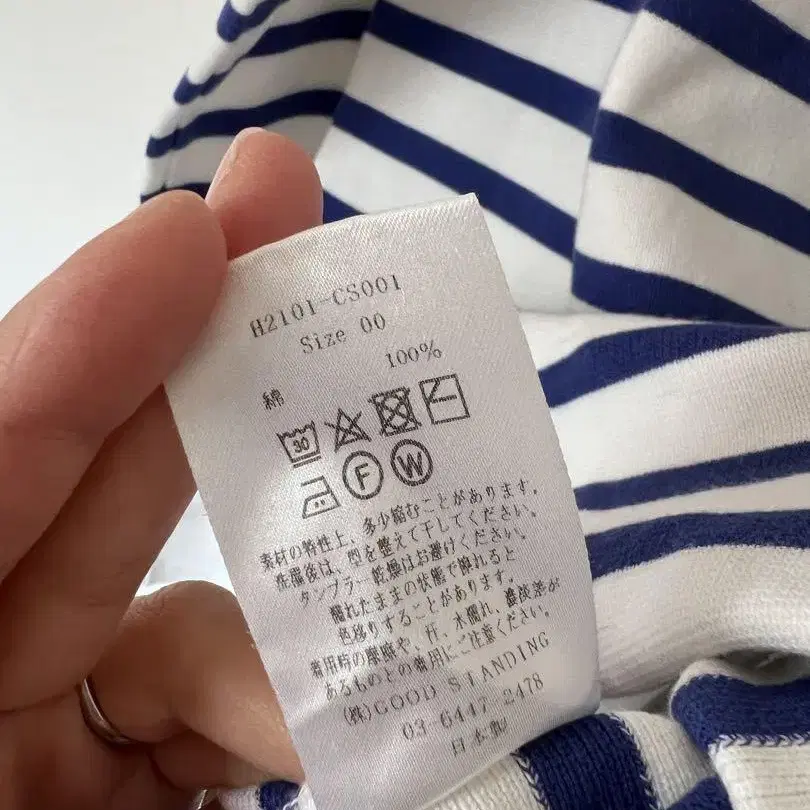 H2101-CS001
Size 00
綿 100%
30
F W
素材の特性上、多少縮むことがあります。
洗濯後は、型を整えて干してください。
タンブラー乾燥はお避けください。
濡れたままの状態で擦れると
色移りすることがあります。
着用時の摩擦や、汗、水濡れ、濃淡差が
あるものとの着用にご注意ください。
(株)GOOD STANDING
03-6447-2478
日本製